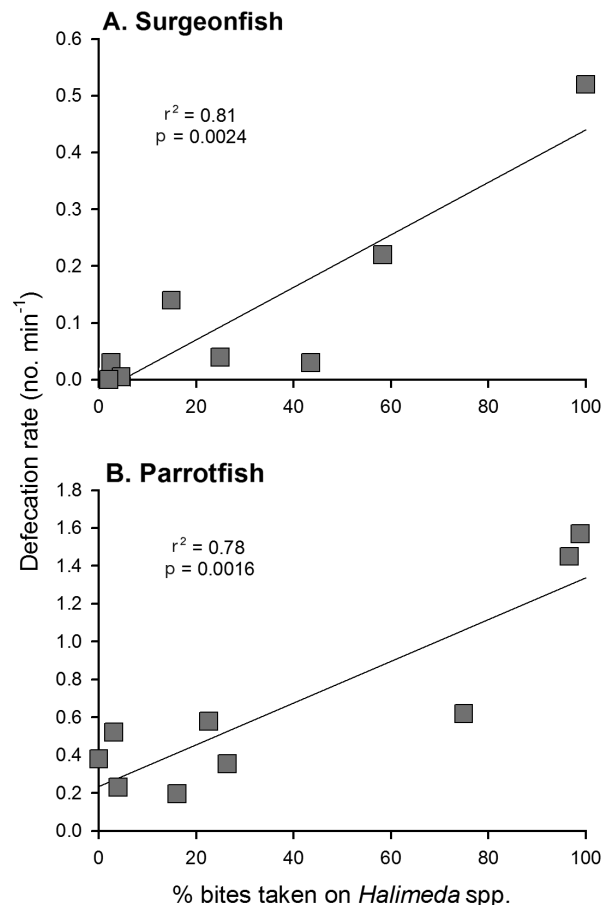 A. Surgeonfish
0.6
0.5
0.4
0.3
0.2
0.1
0.0
r² = 0.81
p = 0.0024
0 20 40 60 80 100
Defecation rate (no. min⁻¹)
B. Parrotfish
1.8
1.6
1.4
1.2
1.0
0.8
0.6
0.4
0.2
0.0
r² = 0.78
p = 0.0016
0 20 40 60 80 100
% bites taken on Halimeda spp.